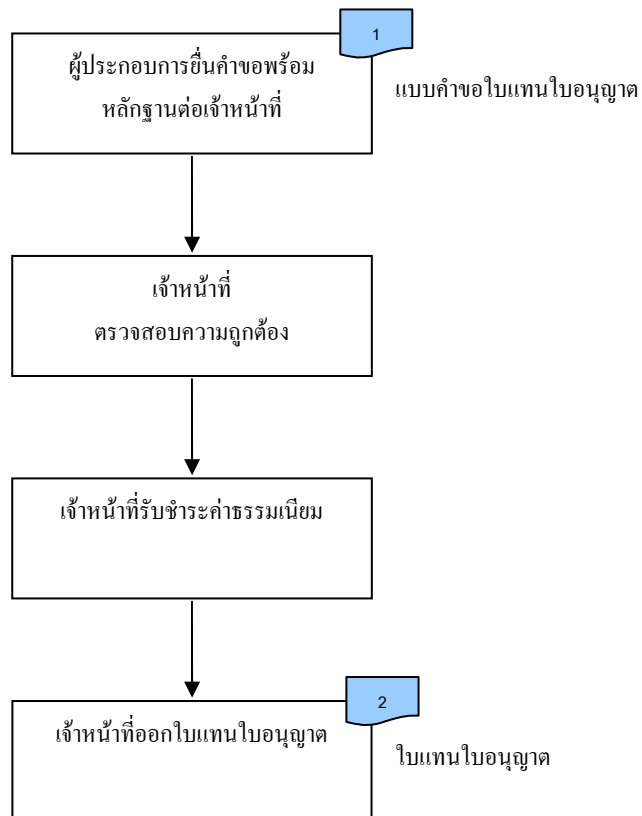 1
ผู้ประกอบการยื่นคำขอพร้อม
หลักฐานต่อเจ้าหน้าที่
แบบคำขอใบแทนใบอนุญาต
เจ้าหน้าที่
ตรวจสอบความถูกต้อง
เจ้าหน้าที่รับชำระค่าธรรมเนียม
2
เจ้าหน้าที่ออกใบแทนใบอนุญาต
ใบแทนใบอนุญาต